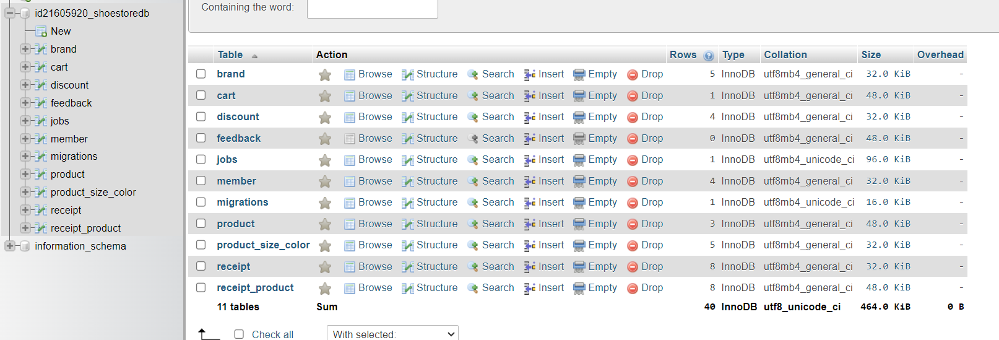 id21605920_shoestoredb
New
brand
cart
discount
feedback
jobs
member
migrations
product
product_size_color
receipt
receipt_product
information_schema
Containing the word:
Table Action Rows Type Collation Size Overhead
brand Browse Structure Search Insert Empty Drop 5 InnoDB utf8mb4_general_ci 32.0 KiB -
cart Browse Structure Search Insert Empty Drop 1 InnoDB utf8mb4_general_ci 48.0 KiB -
discount Browse Structure Search Insert Empty Drop 4 InnoDB utf8mb4_general_ci 32.0 KiB -
feedback Browse Structure Search Insert Empty Drop 0 InnoDB utf8mb4_general_ci 48.0 KiB -
jobs Browse Structure Search Insert Empty Drop 1 InnoDB utf8mb4_unicode_ci 96.0 KiB -
member Browse Structure Search Insert Empty Drop 4 InnoDB utf8mb4_general_ci 32.0 KiB -
migrations Browse Structure Search Insert Empty Drop 1 InnoDB utf8mb4_unicode_ci 16.0 KiB -
product Browse Structure Search Insert Empty Drop 3 InnoDB utf8mb4_general_ci 48.0 KiB -
product_size_color Browse Structure Search Insert Empty Drop 5 InnoDB utf8mb4_general_ci 32.0 KiB -
receipt Browse Structure Search Insert Empty Drop 8 InnoDB utf8mb4_general_ci 32.0 KiB -
receipt_product Browse Structure Search Insert Empty Drop 8 InnoDB utf8mb4_general_ci 48.0 KiB -
11 tables Sum 40 InnoDB utf8_unicode_ci 464.0 KiB 0 B
Check all With selected: